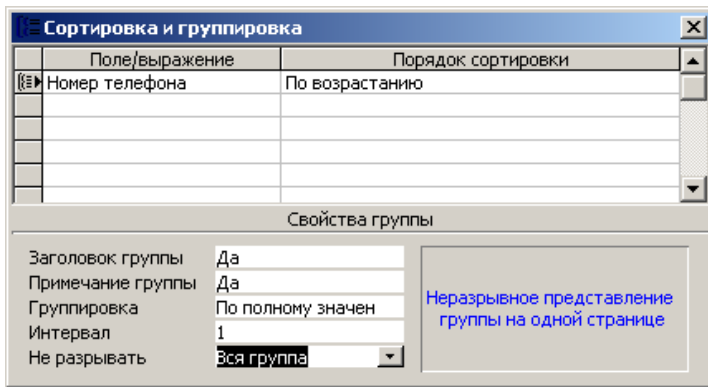 Сортировка и группировка
Поле/выражение Порядок сортировки
Номер телефона По возрастанию
Свойства группы
Заголовок группы Да
Примечание группы Да
Группировка По полному значен
Интервал 1
Не разрывать Вся группа
Неразрывное представление
группы на одной странице